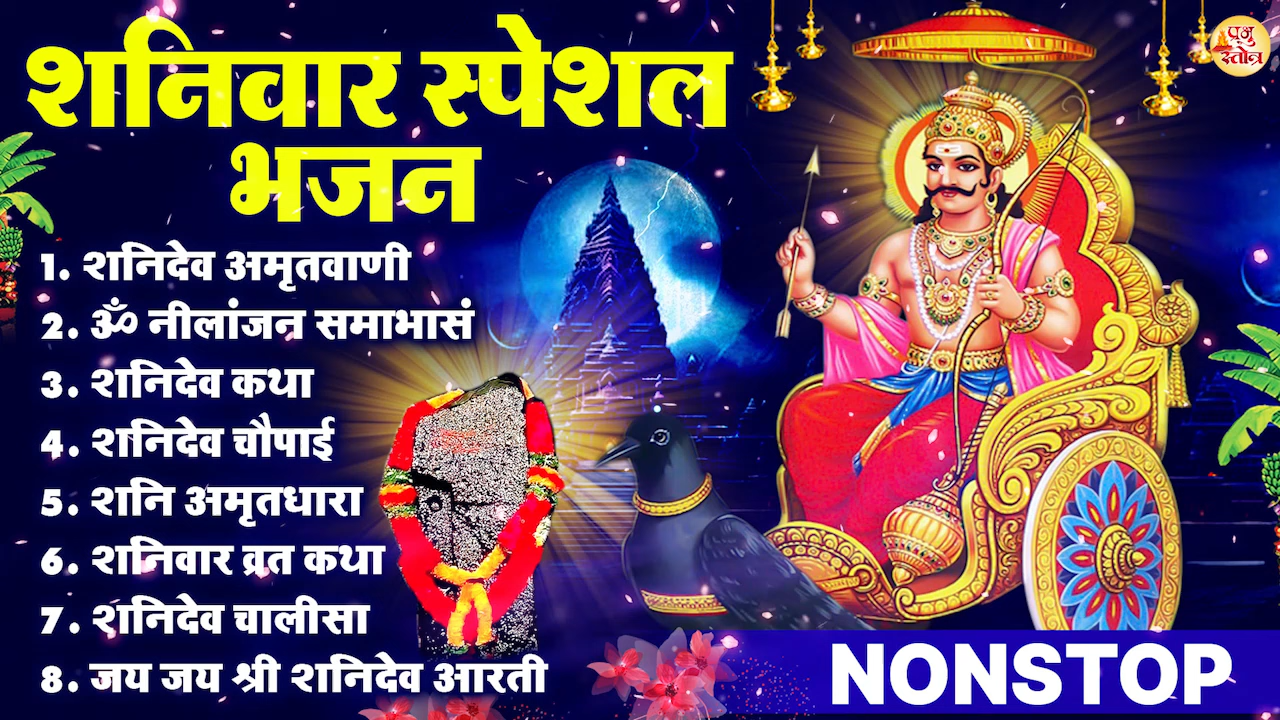 शनिवार स्पेशल
भजन
1. शनिदेव अमृतवाणी
2. ॐ नीलांजन समाभासं
3. शनिदेव कथा
4. शनिदेव चौपाई
5. शनि अमृतधारा
6. शनिवार व्रत कथा
7. शनिदेव चालीसा
8. जय जय श्री शनिदेव आरती
प्रभु
स्तोत्र
NONSTOP